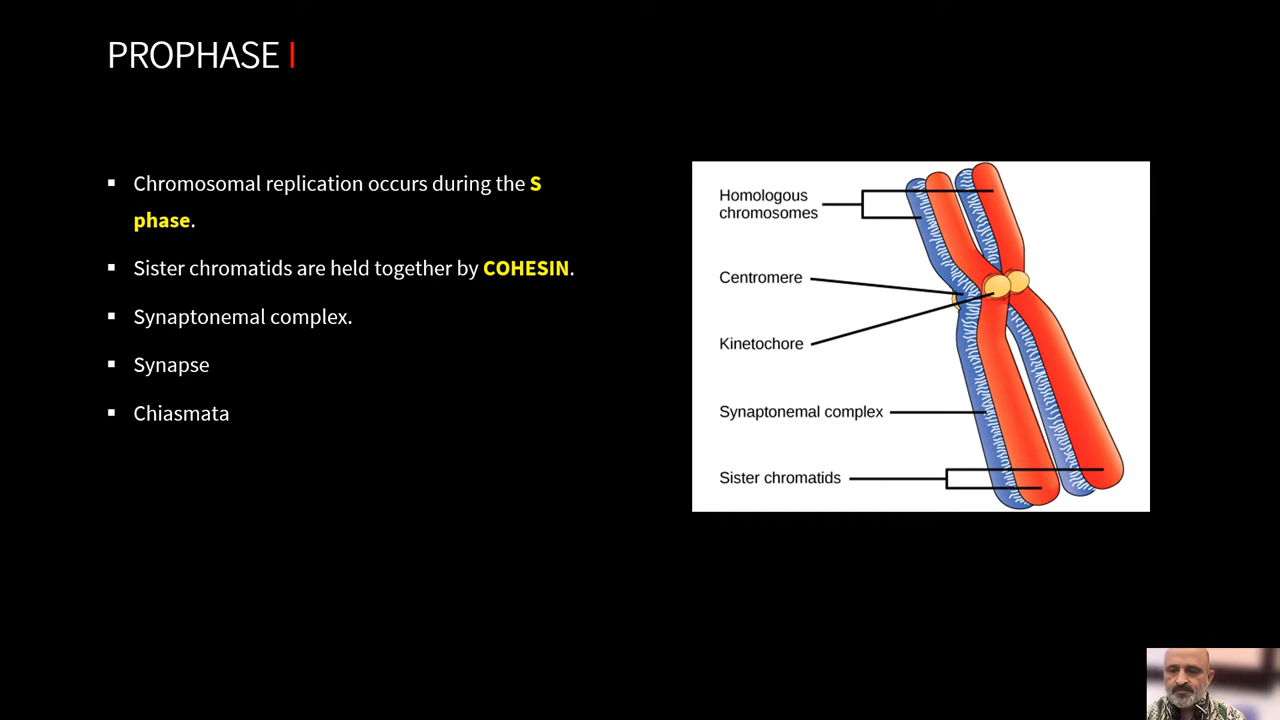 PROPHASE I
▪ Chromosomal replication occurs during the S
phase.
▪ Sister chromatids are held together by COHESIN.
▪ Synaptonemal complex.
▪ Synapse
▪ Chiasmata
Homologous
chromosomes
Centromere
Kinetochore
Synaptonemal complex
Sister chromatids